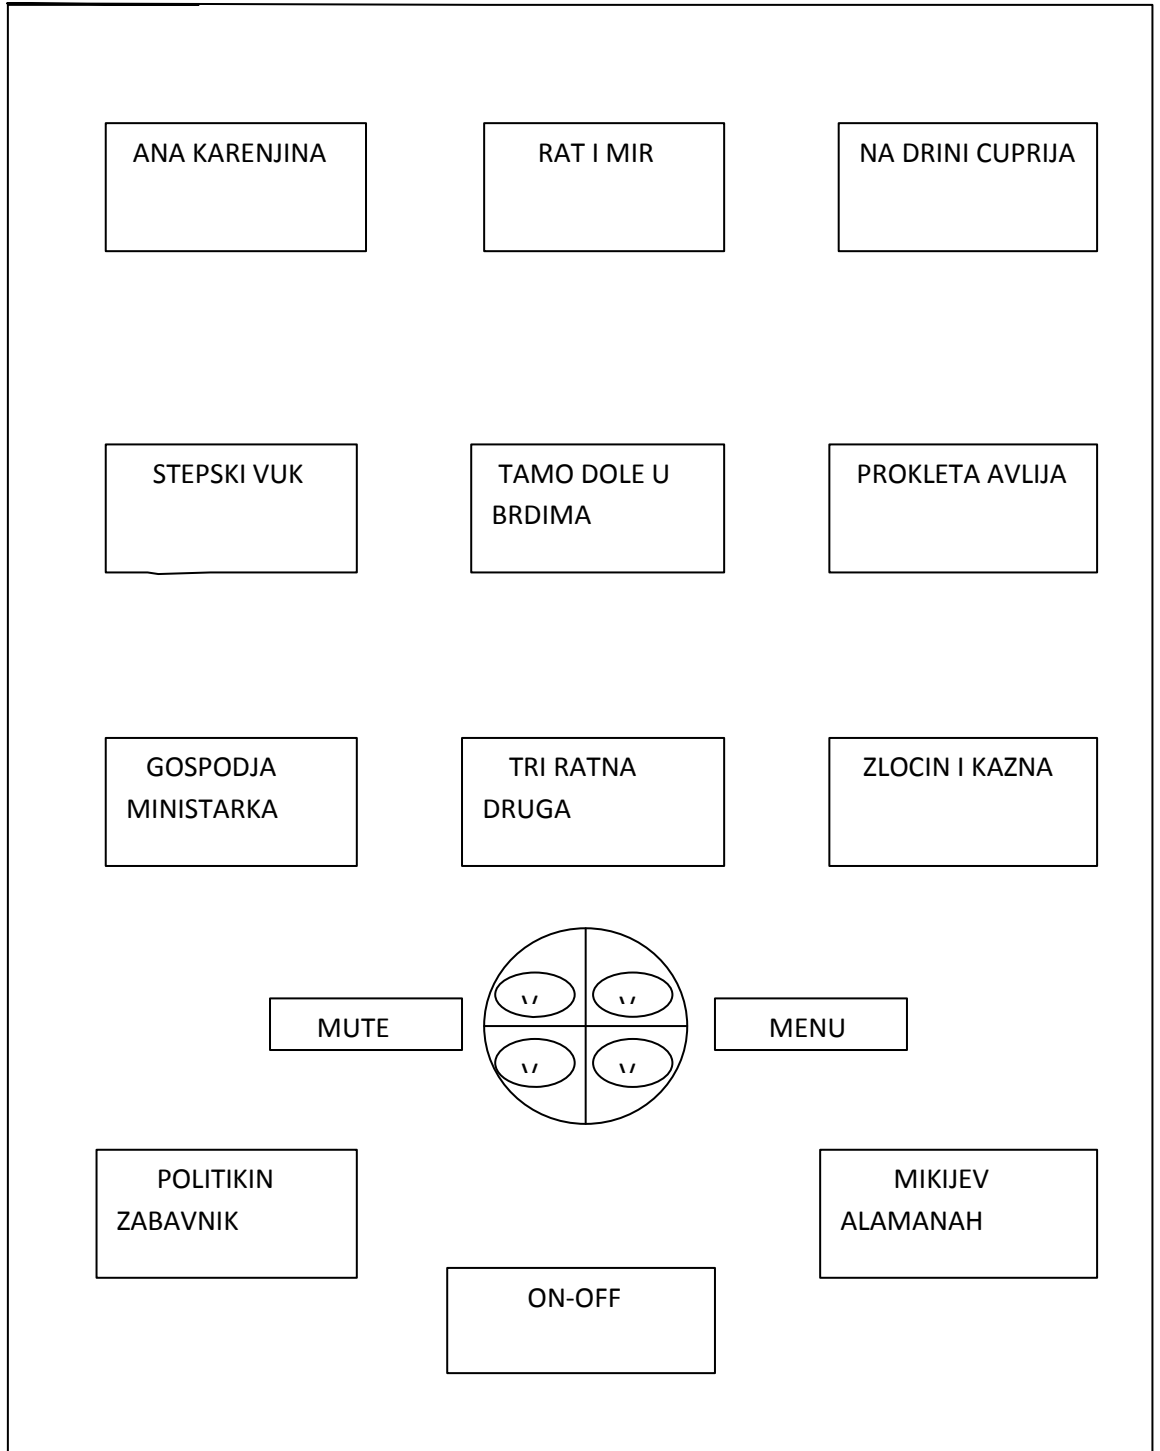 ANA KARENJINA
RAT I MIR
NA DRINI CUPRIJA
STEPSKI VUK
TAMO DOLE U
BRDIMA
PROKLETA AVLIJA
GOSPODJA
MINISTARKA
TRI RATNA
DRUGA
ZLOCIN I KAZNA
MUTE
MENU
POLITIKIN
ZABAVNIK
MIKIJEV
ALAMANAH
ON-OFF